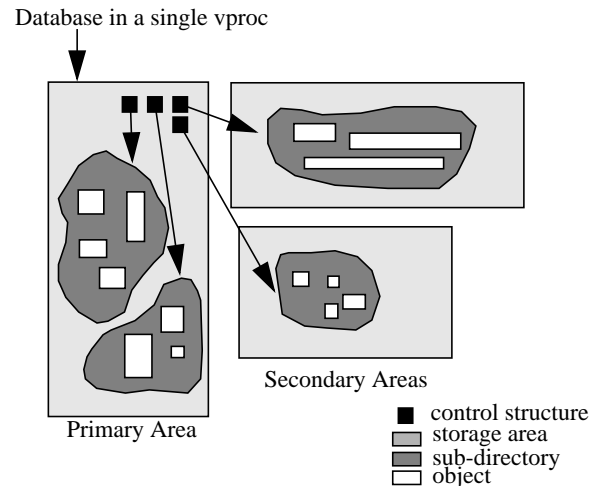 Database in a single vproc
Secondary Areas
Primary Area
control structure
storage area
sub-directory
object